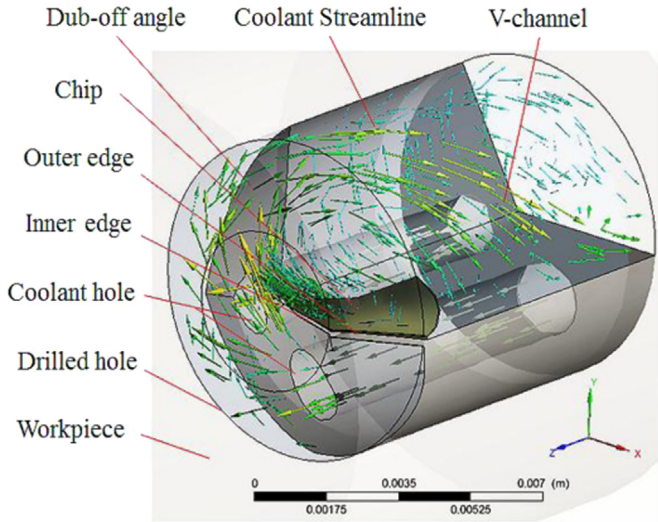 Dub-off angle
Coolant Streamline
V-channel
Chip
Outer edge
Inner edge
Coolant hole
Drilled hole
Workpiece
Y
Z
X
0
0.0035
0.007
(m)
0.00175
0.00525